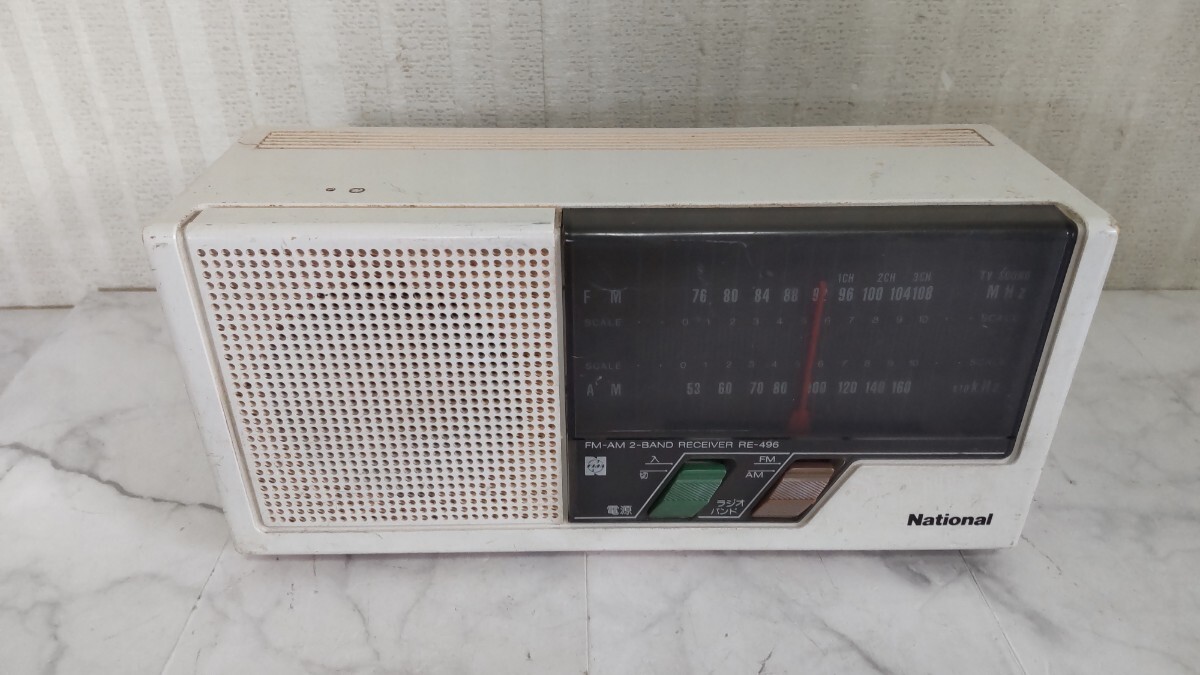 1CH 2CH 3CH TV SOUND
FM 76 80 84 88 92 96 100 104 108 MHz
SCALE 0 1 2 3 4 5 6 7 8 9 10 SCALE
SCALE 0 1 2 3 4 6 7 8 9 10 SCALE
AM 53 60 70 80 100 120 140 160 x10kHz
FM-AM 2-BAND RECEIVER RE-496
入 FM
切 AM
電源 ラジオ
バンド
National